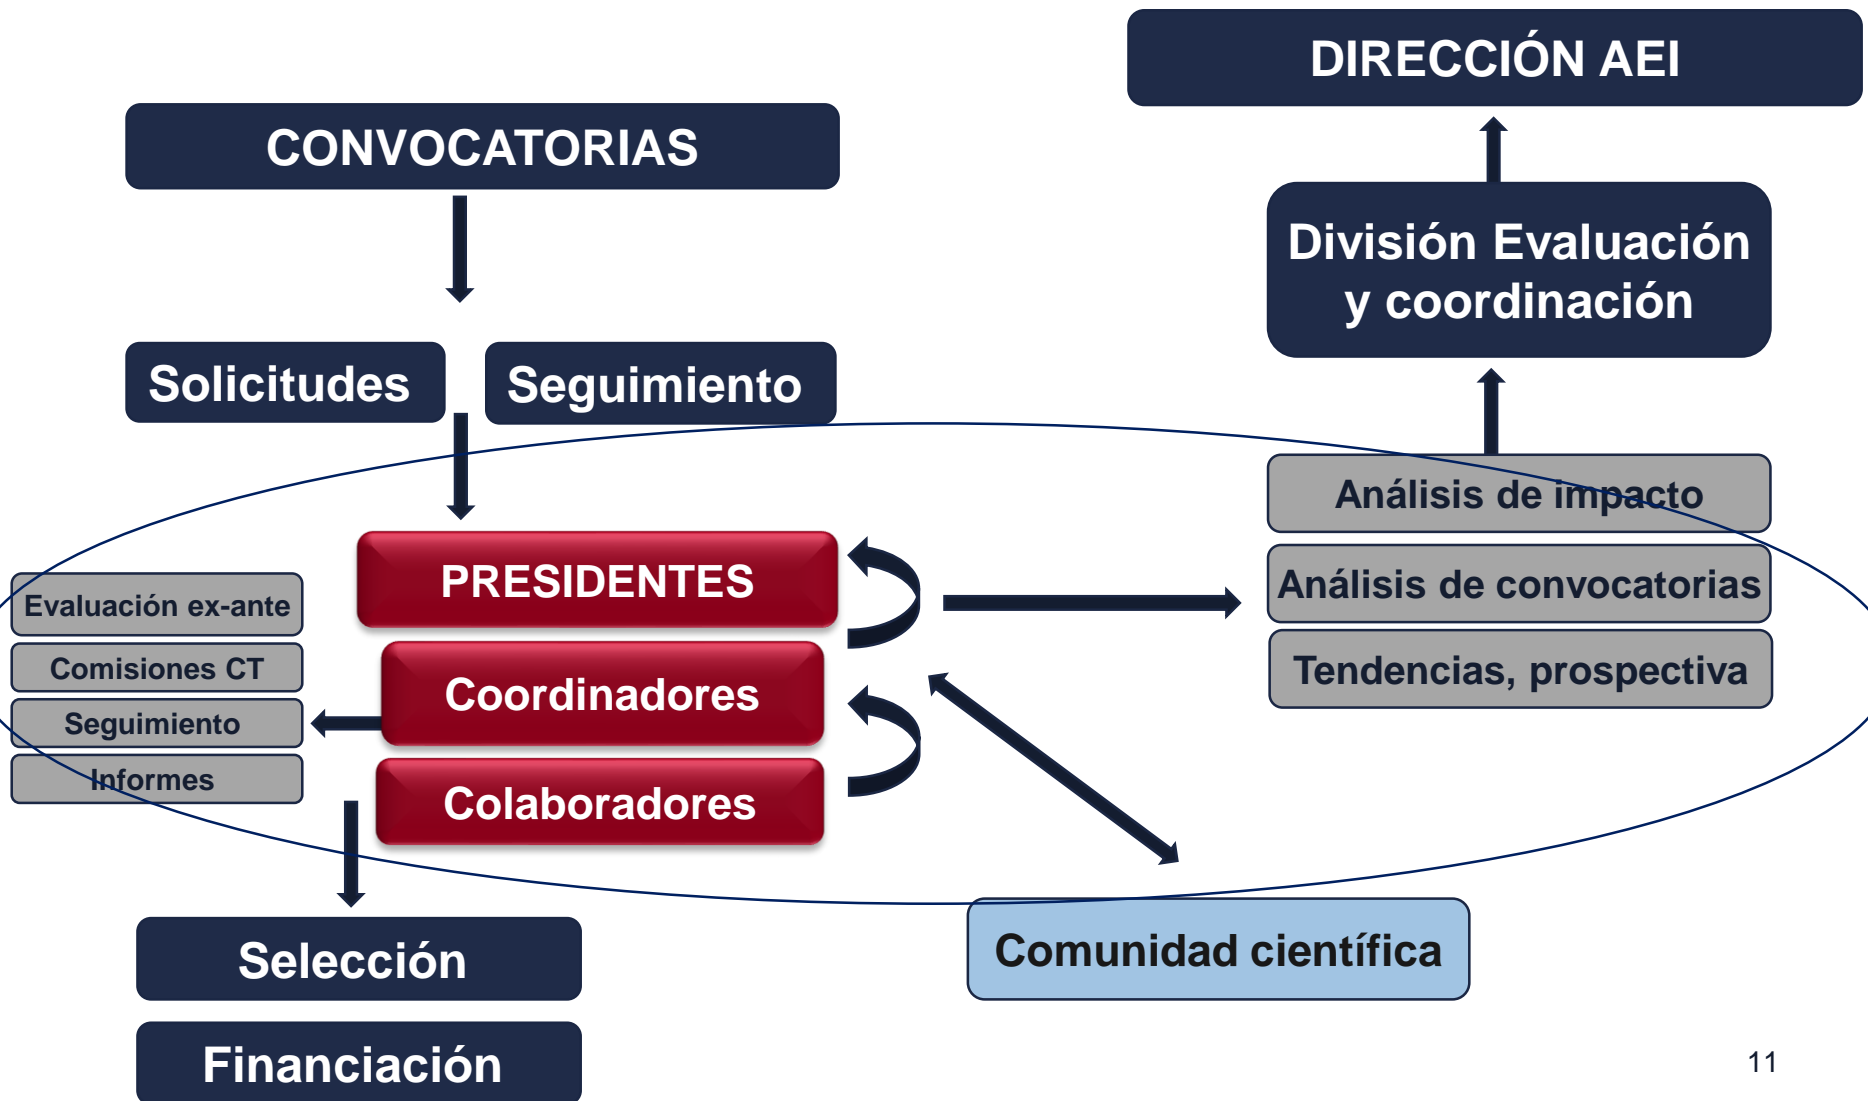 DIRECCIÓN AEI
CONVOCATORIAS
División Evaluación
y coordinación
Solicitudes
Seguimiento
Análisis de impacto
PRESIDENTES
Análisis de convocatorias
Evaluación ex-ante
Comisiones CT
Coordinadores
Tendencias, prospectiva
Seguimiento
Informes
Colaboradores
Selección
Comunidad científica
Financiación
11